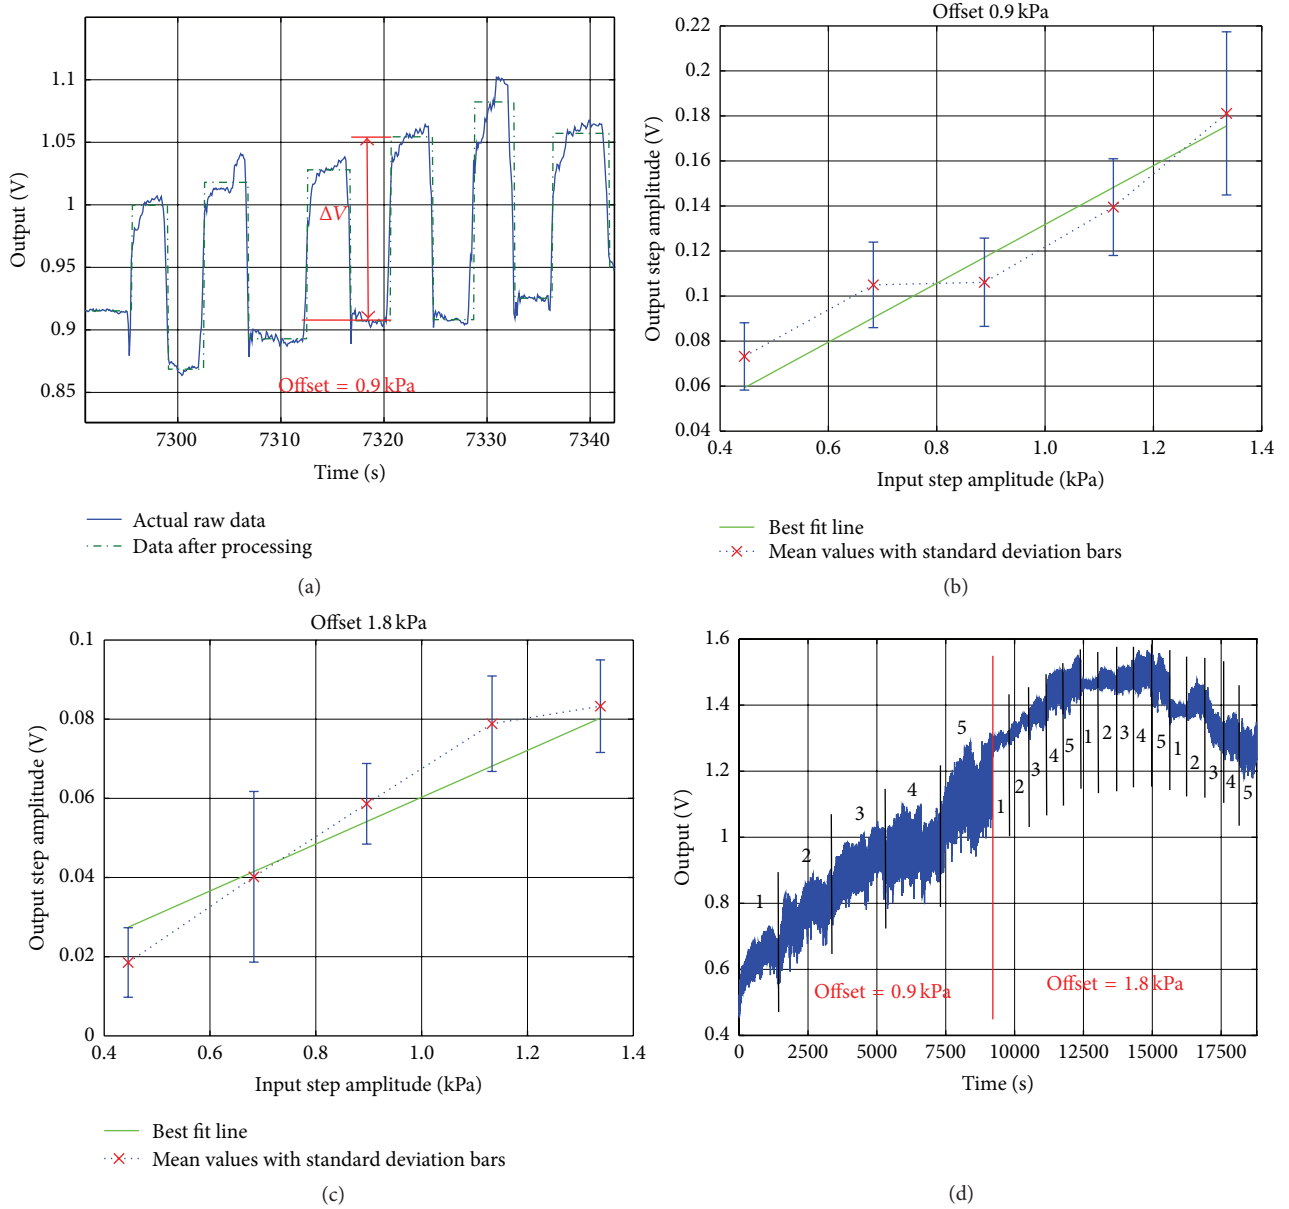 1.1
1.05
1
0.95
0.9
0.85
Output (V)
ΔV
Offset = 0.9 kPa
7300 7310 7320 7330 7340
Time (s)
Actual raw data
Data after processing
(a)
Offset 0.9 kPa
0.22
0.2
0.18
0.16
0.14
0.12
0.1
0.08
0.06
0.04
Output step amplitude (V)
0.4 0.6 0.8 1.0 1.2 1.4
Input step amplitude (kPa)
Best fit line
Mean values with standard deviation bars
(b)
Offset 1.8 kPa
0.1
0.08
0.06
0.04
0.02
0
Output step amplitude (V)
0.4 0.6 0.8 1.0 1.2 1.4
Input step amplitude (kPa)
Best fit line
Mean values with standard deviation bars
(c)
1.6
1.4
1.2
1
0.8
0.6
0.4
Output (V)
1 2 3 4 5
1 2 3 4 5 1 2 3 4 5 1 2 3 4 5
Offset = 0.9 kPa
Offset = 1.8 kPa
0 2500 5000 7500 10000 12500 15000 17500
Time (s)
(d)